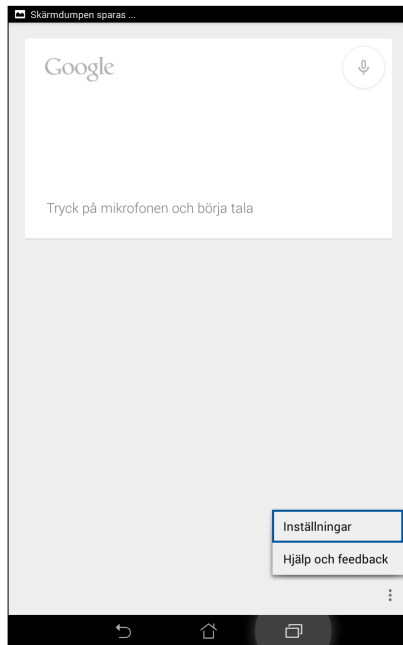 Skärmdumpen sparas ...
Google
Tryck på mikrofonen och börja tala
Inställningar
Hjälp och feedback